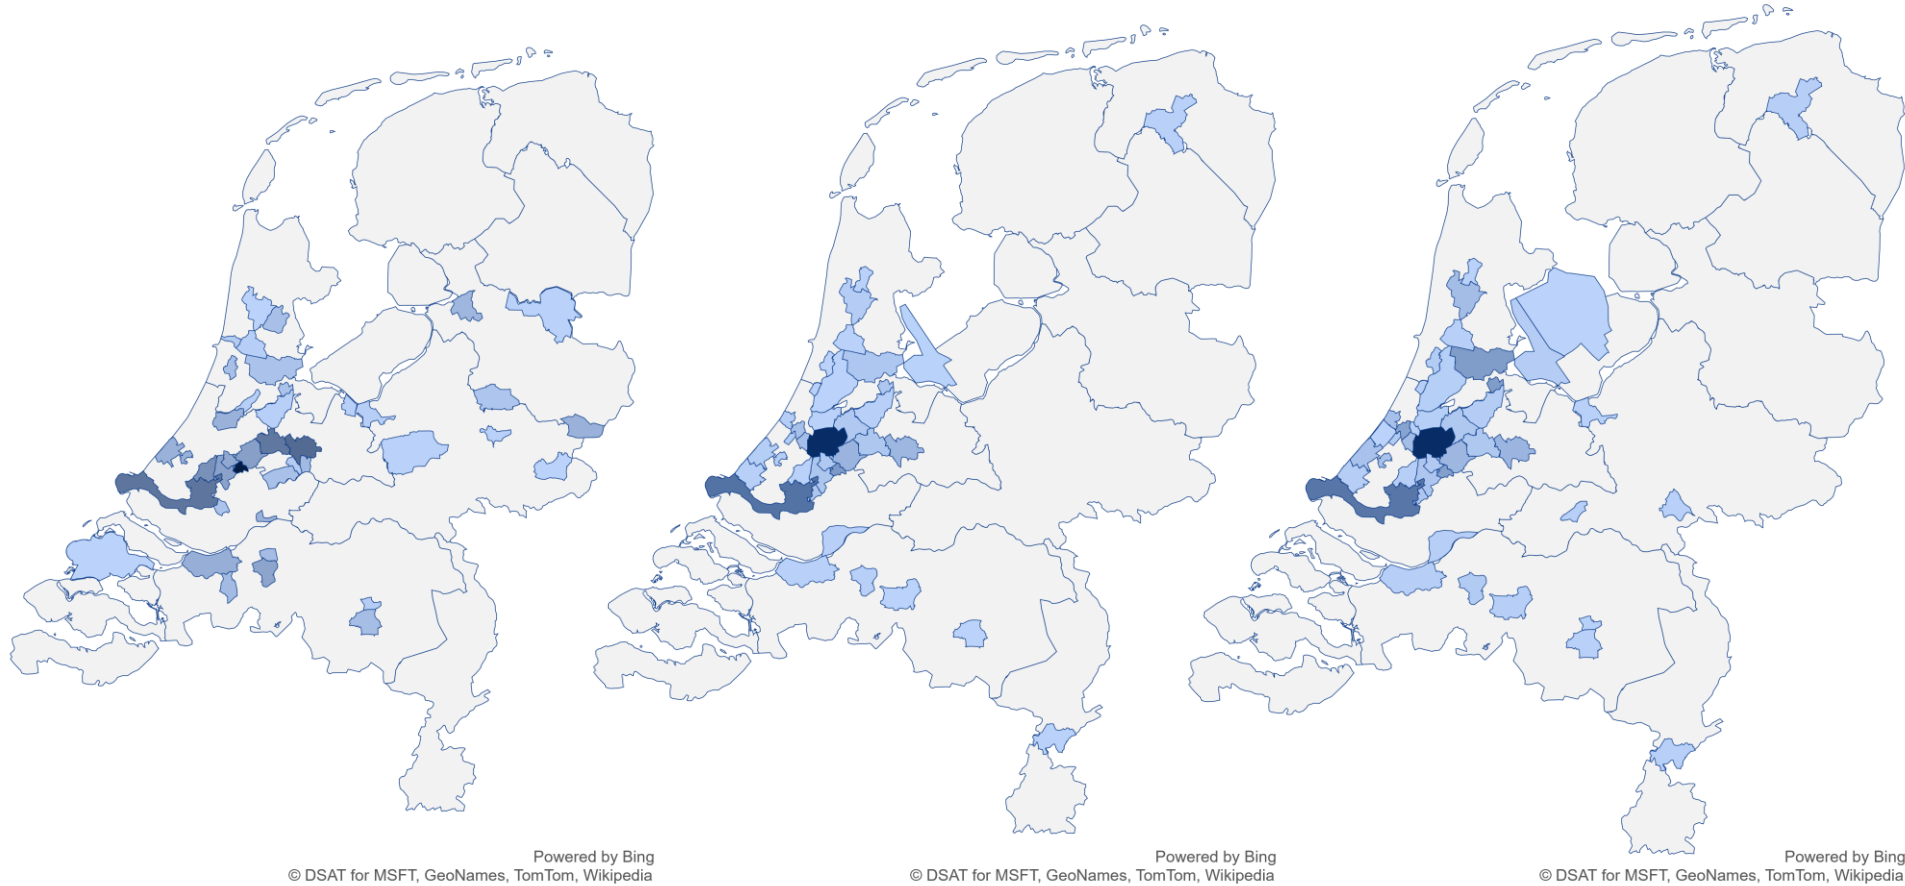 Powered by Bing
© DSAT for MSFT, GeoNames, TomTom, Wikipedia
Powered by Bing
© DSAT for MSFT, GeoNames, TomTom, Wikipedia
Powered by Bing
© DSAT for MSFT, GeoNames, TomTom, Wikipedia